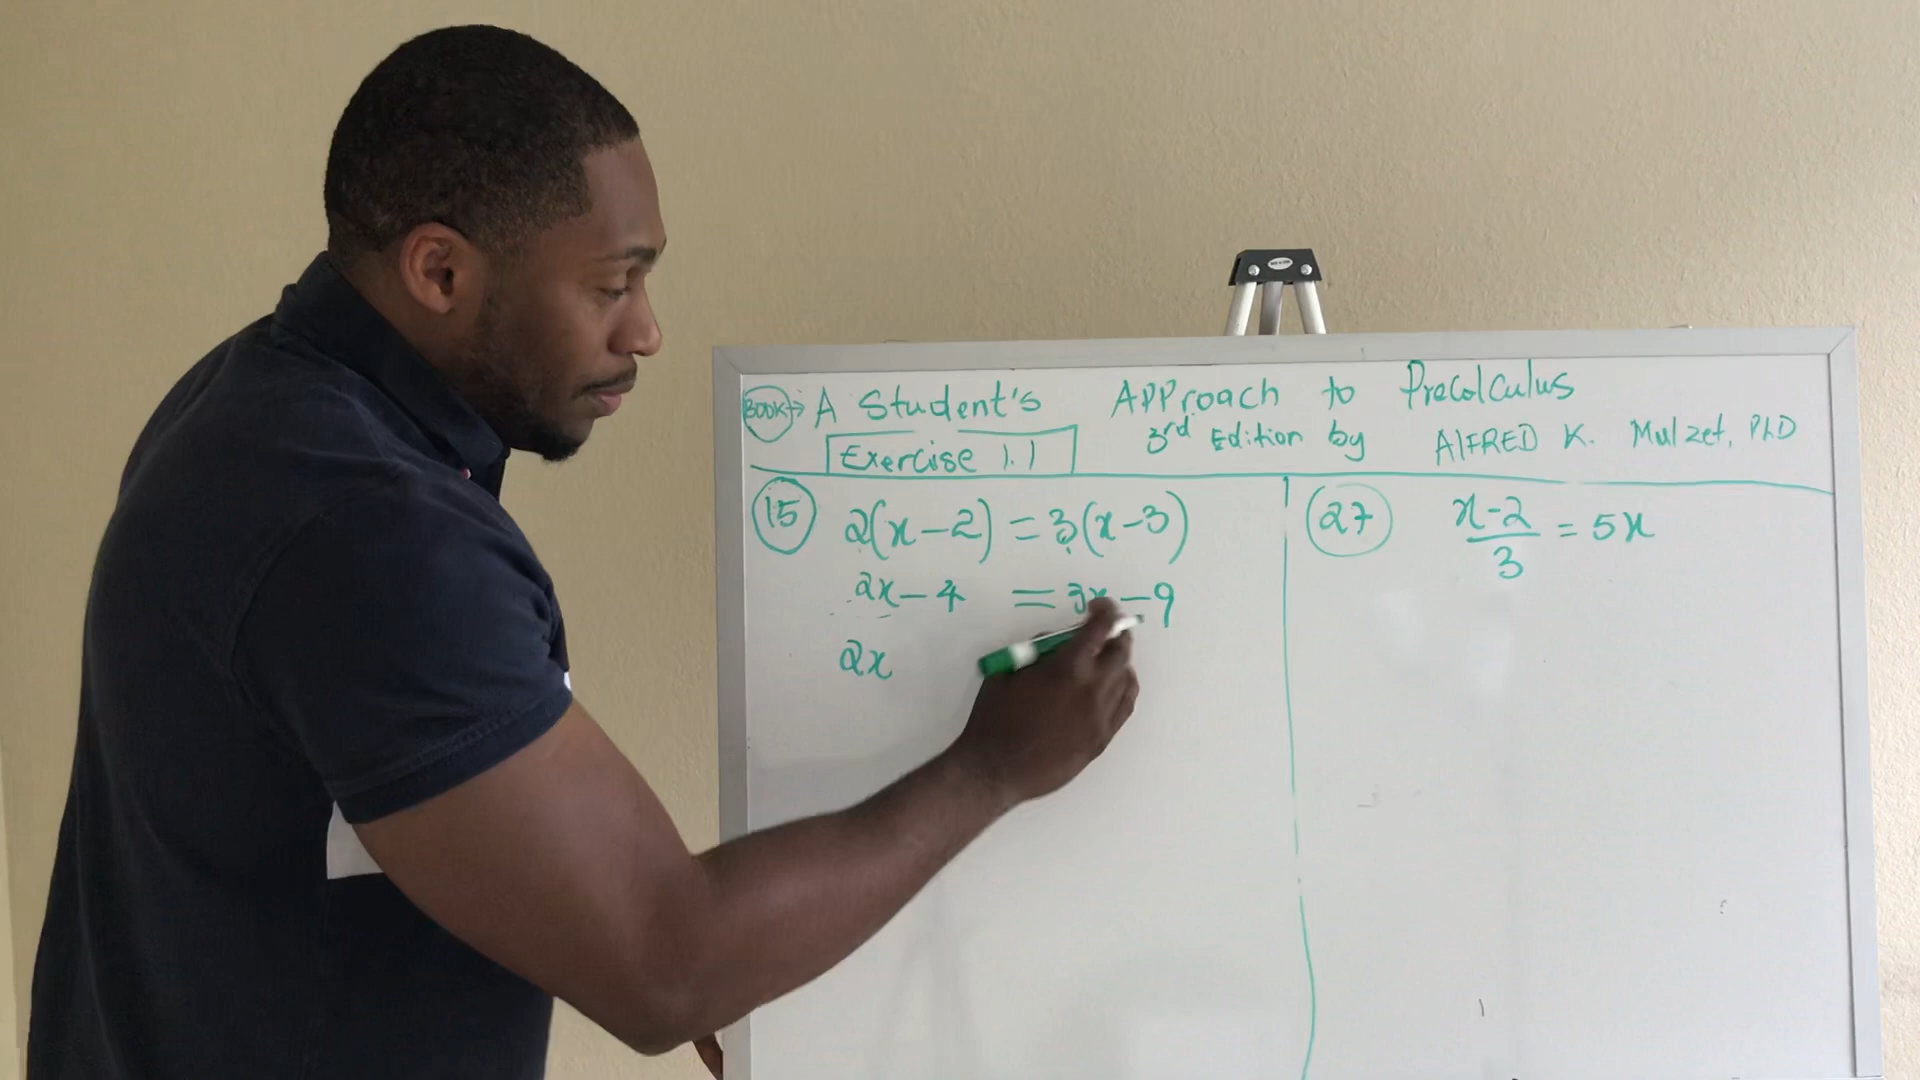 BOOK→ A Student's Approach to Precalculus
3rd Edition by Alfred K. Mulzet, PhD
Exercise 1.1
15 2(x-2) = 3(x-3)
2x-4 = 3x-9
2x
27 x-2/3 = 5x